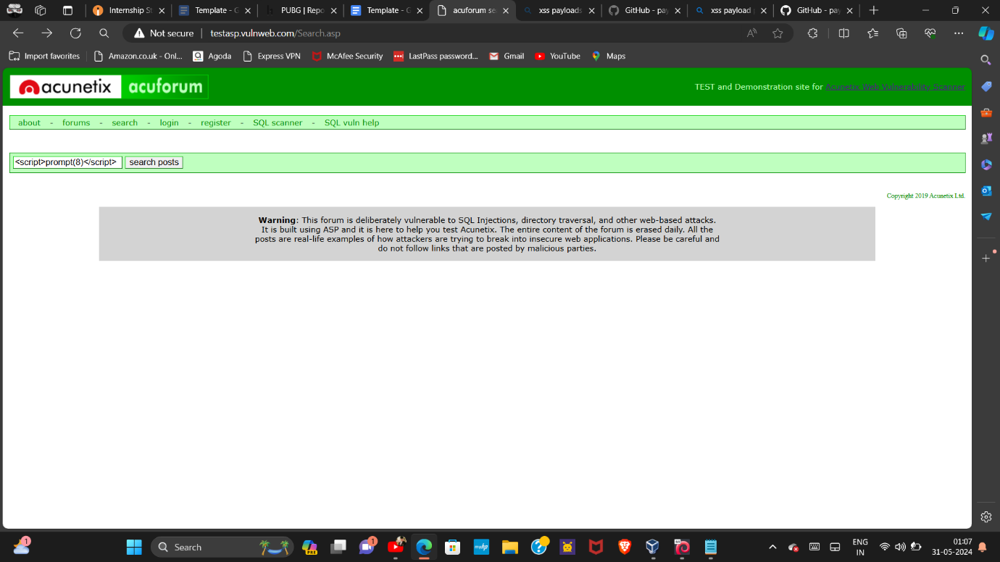 Internship St
Template - G
PUBG | Repo
Template - G
acuforum se
xss payloads
GitHub - pay
xss payload
GitHub - pay
Not secure
testasp.vulnweb.com/Search.asp
Import favorites
Amazon.co.uk - Onl...
Agoda
Express VPN
McAfee Security
LastPass password...
Gmail
YouTube
Maps
acunetix acuforum
TEST and Demonstration site for Acunetix Web Vulnerability Scanner
about - forums - search - login - register - SQL scanner - SQL vuln help
<script>prompt(8)</script> search posts
Copyright 2019 Acunetix Ltd.
Warning: This forum is deliberately vulnerable to SQL Injections, directory traversal, and other web-based attacks.
It is built using ASP and it is here to help you test Acunetix. The entire content of the forum is erased daily. All the
posts are real-life examples of how attackers are trying to break into insecure web applications. Please be careful and
do not follow links that are posted by malicious parties.
1
Search
PRE
1
mvhp
ENG
IN
01:07
31-05-2024